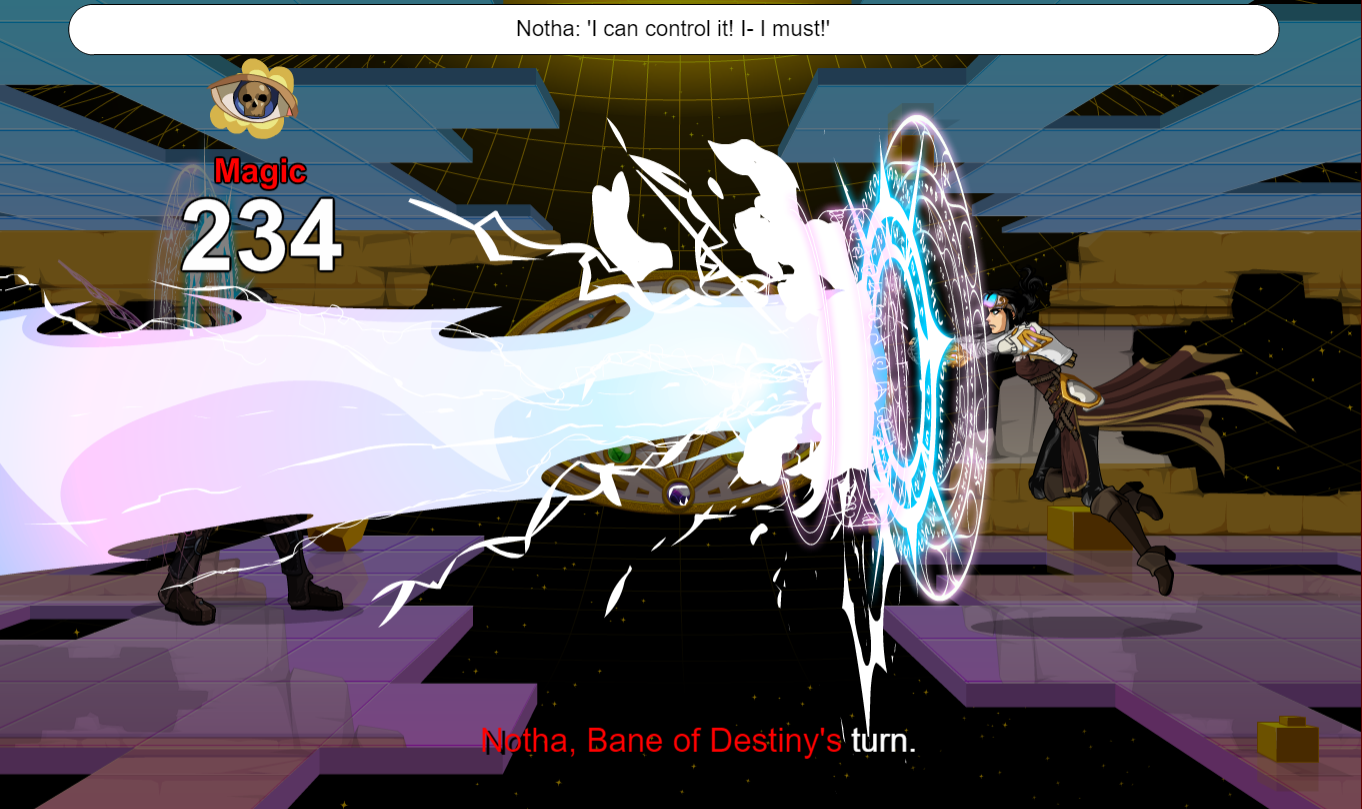 Notha: 'I can control it! I- I must!'
Magic
234
Notha, Bane of Destiny's turn.